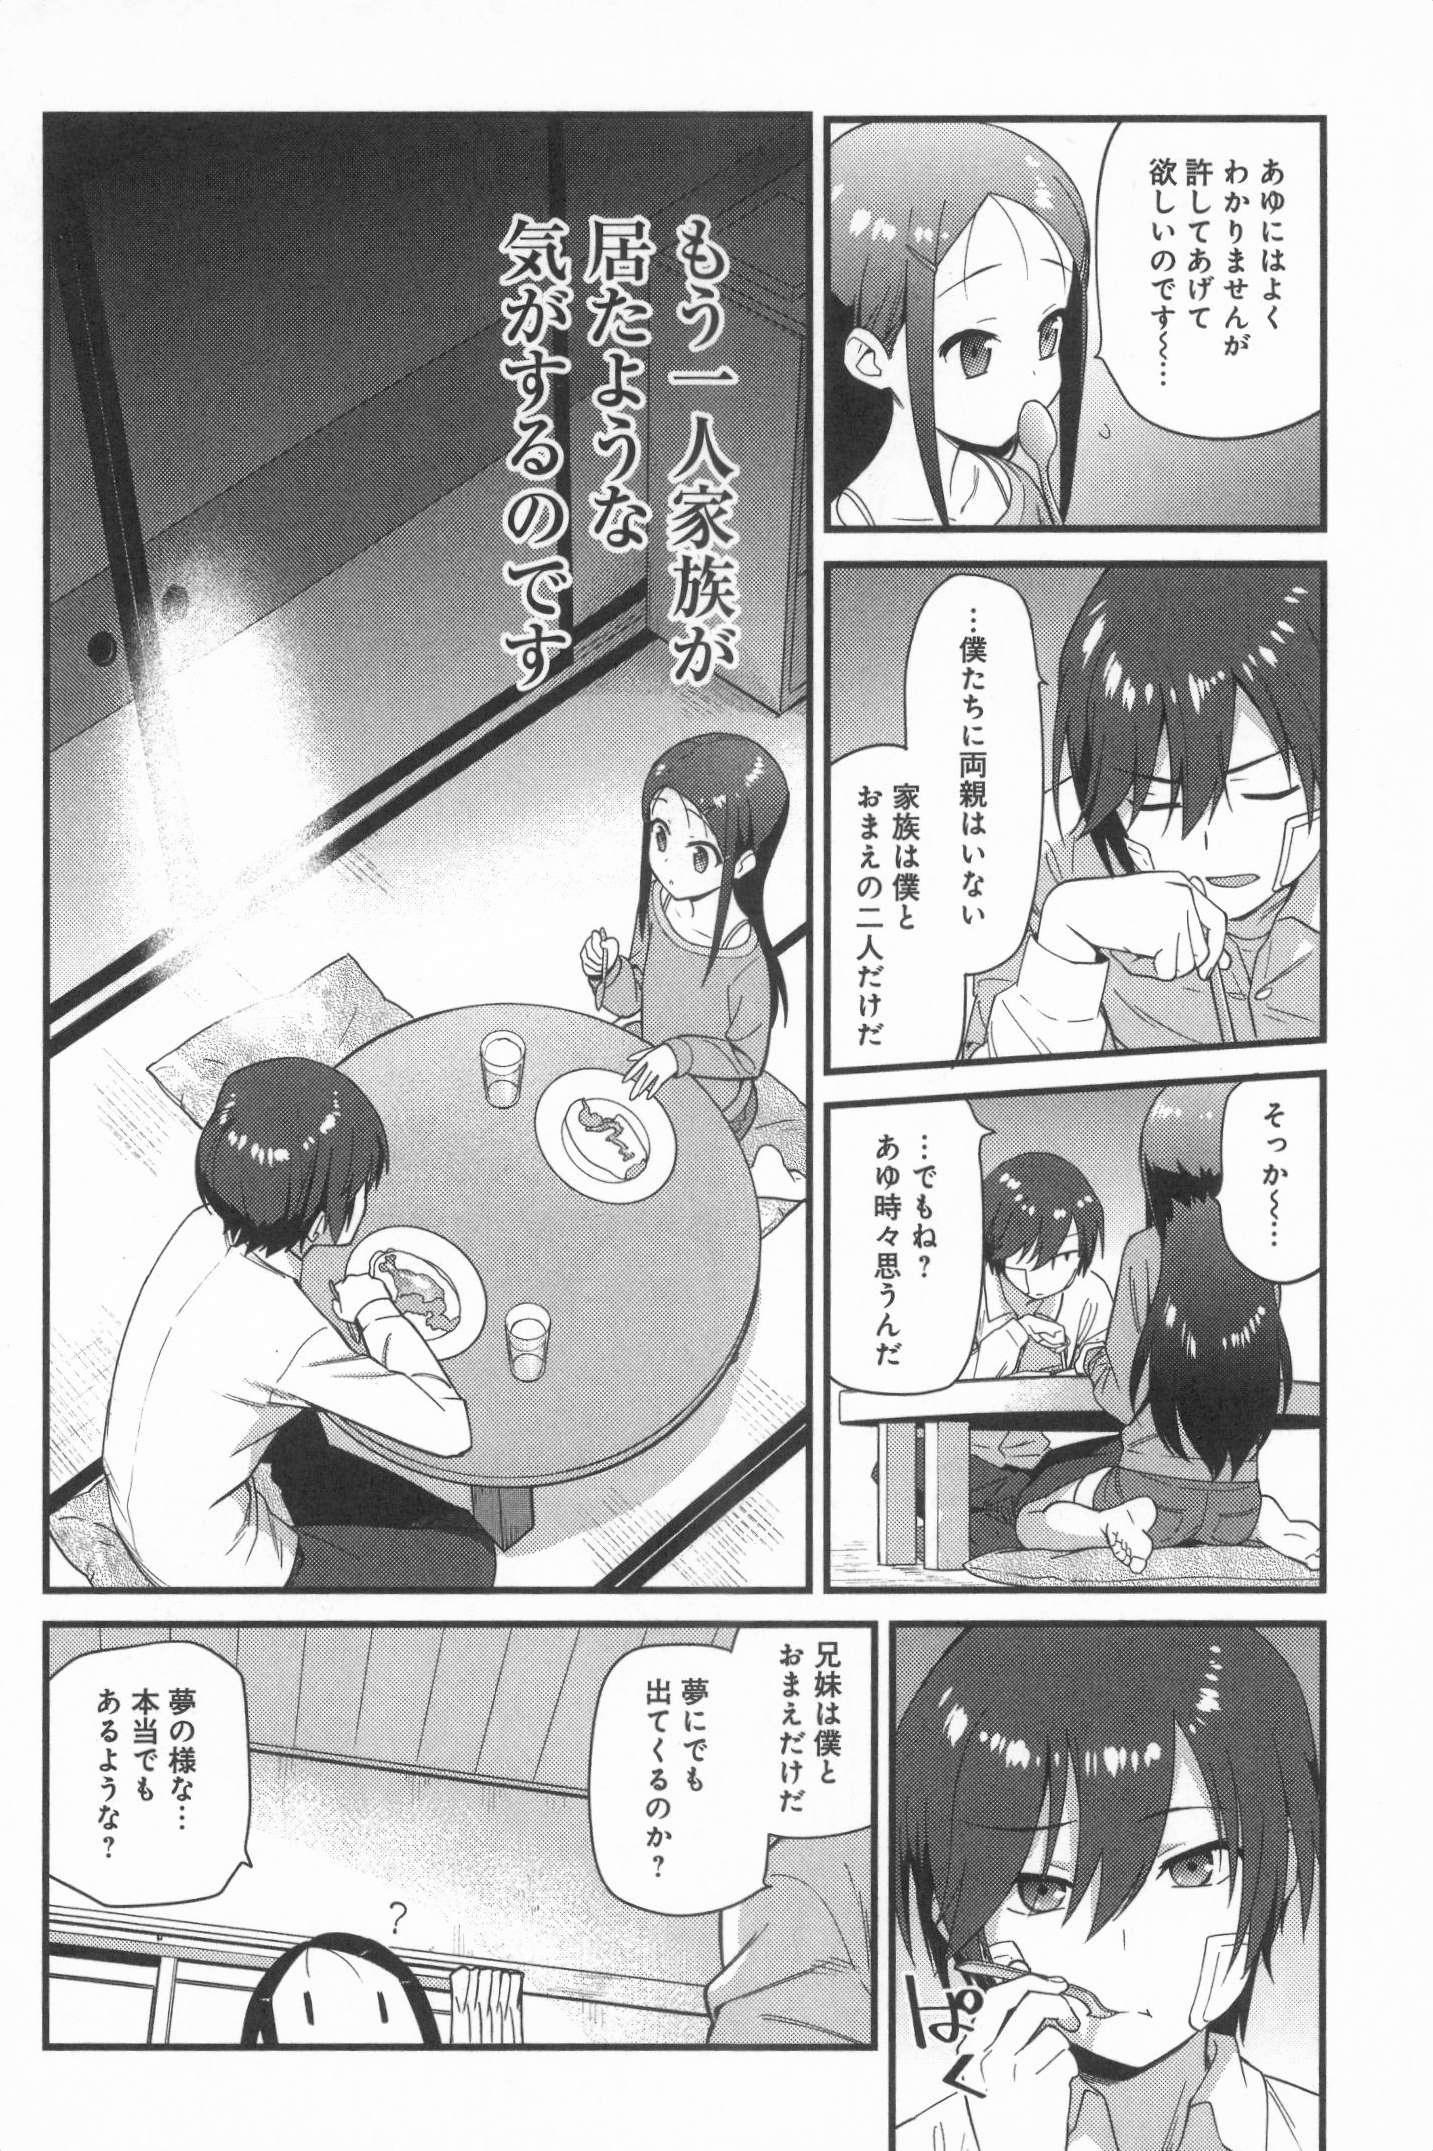 あゆにはよく
わかりませんが
許してあげて
欲しいのです〜…
…僕たちに両親はいない
家族は僕と
おまえの二人だけだ
そっか〜…
…でもね?
あゆ時々思うんだ
もう一人家族が
居たような
気がするのです
ぱく
兄妹は僕と
おまえだけだ
夢にでも
出てくるのか?
夢の様な…
本当でも
あるような?
?